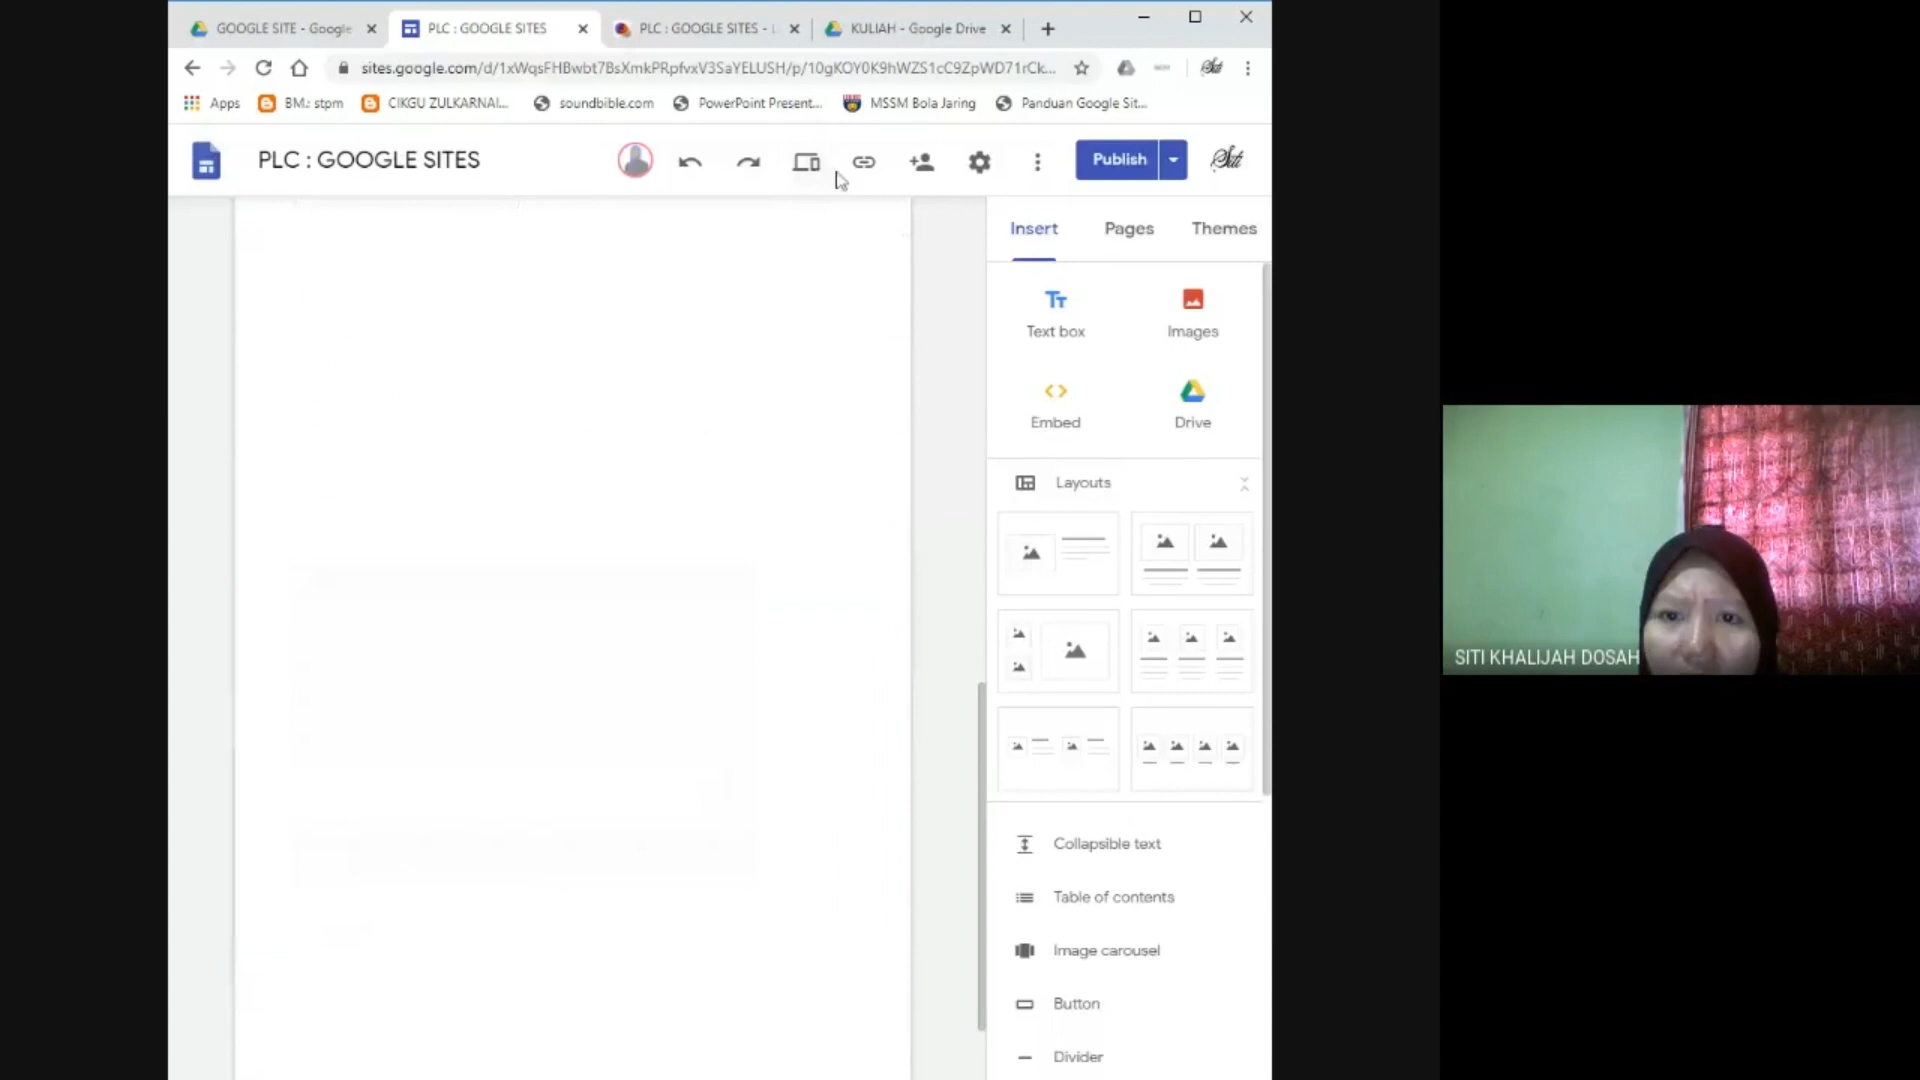 GOOGLE SITE - Google
PLC : GOOGLE SITES
PLC : GOOGLE SITES -
KULIAH - Google Drive
sites.google.com/d/1xWqsFHBwbt7BsXmkPRpfvxV3SaYELUSH/p/10gKOY0K9hWZS1cC9ZpWD71rCk...
Apps
BM.: stpm
CIKGU ZULKARNAI...
soundbible.com
PowerPoint Present...
MSSM Bola Jaring
Panduan Google Sit...
PLC : GOOGLE SITES
Publish
Siti
Insert
Pages
Themes
Text box
Images
Embed
Drive
Layouts
Collapsible text
Table of contents
Image carousel
Button
Divider
SITI KHALIJAH DOSAH